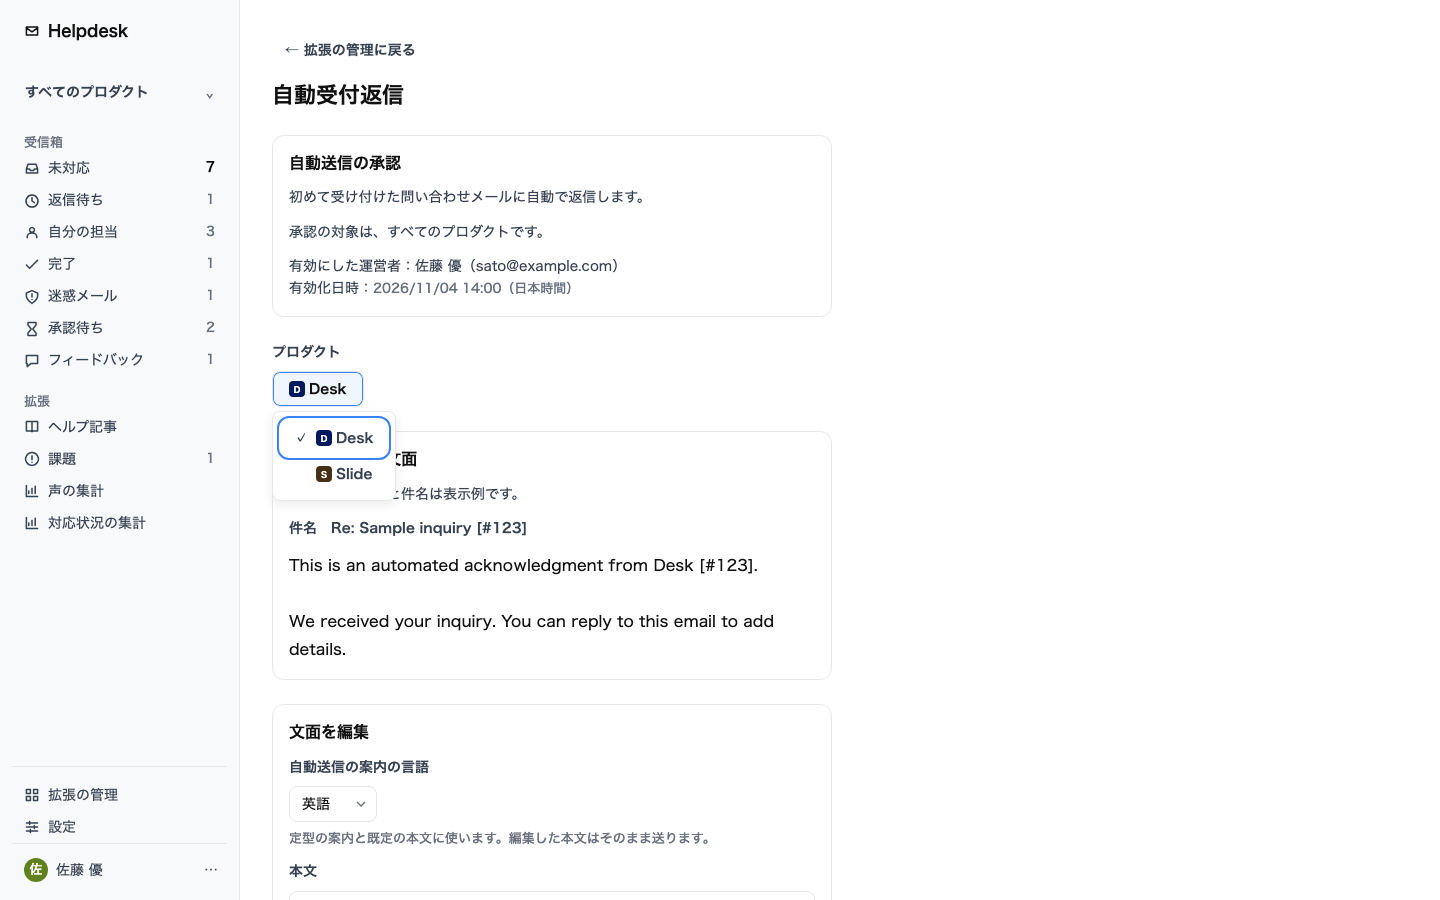 Helpdesk
すべてのプロダクト
受信箱
未対応 7
返信待ち 1
自分の担当 3
完了 1
迷惑メール 1
承認待ち 2
フィードバック 1
拡張
ヘルプ記事
課題 1
声の集計
対応状況の集計
拡張の管理
設定
佐 佐藤 優 …
← 拡張の管理に戻る
自動受付返信
自動送信の承認
初めて受け付けた問い合わせメールに自動で返信します。
承認の対象は、すべてのプロダクトです。
有効にした運営者：佐藤 優（sato@example.com）
有効化日時：2026/11/04 14:00（日本時間）
プロダクト
D Desk
✓ D Desk
S Slide
文面
と件名は表示例です。
件名 Re: Sample inquiry [#123]
This is an automated acknowledgment from Desk [#123].
We received your inquiry. You can reply to this email to add
details.
文面を編集
自動送信の案内の言語
英語
定型の案内と既定の本文に使います。編集した本文はそのまま送ります。
本文